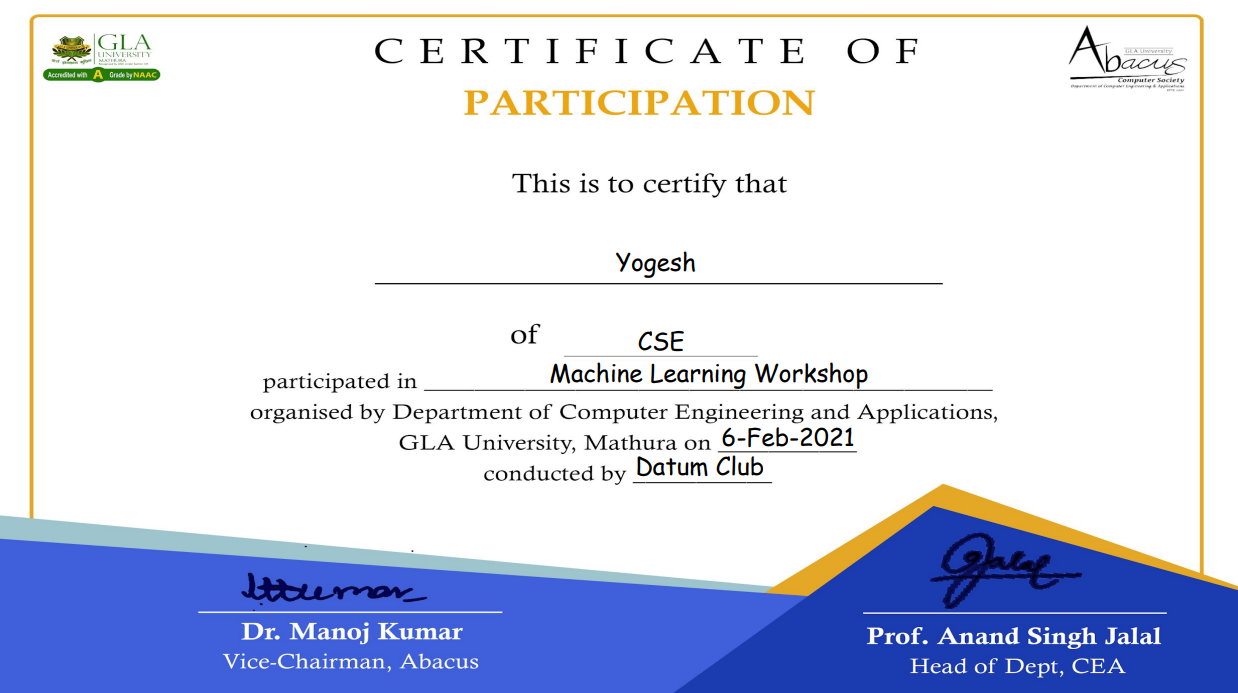 GLA
UNIVERSITY
MATHURA
Accredited with A Grade by NAAC
CERTIFICATE OF
PARTICIPATION
GLA University
Abacus
Computer Society
Department of Computer Engineering & Applications
This is to certify that
Yogesh
of CSE
participated in Machine Learning Workshop
organised by Department of Computer Engineering and Applications,
GLA University, Mathura on 6-Feb-2021
conducted by Datum Club
Dr. Manoj Kumar
Vice-Chairman, Abacus
Prof. Anand Singh Jalal
Head of Dept, CEA